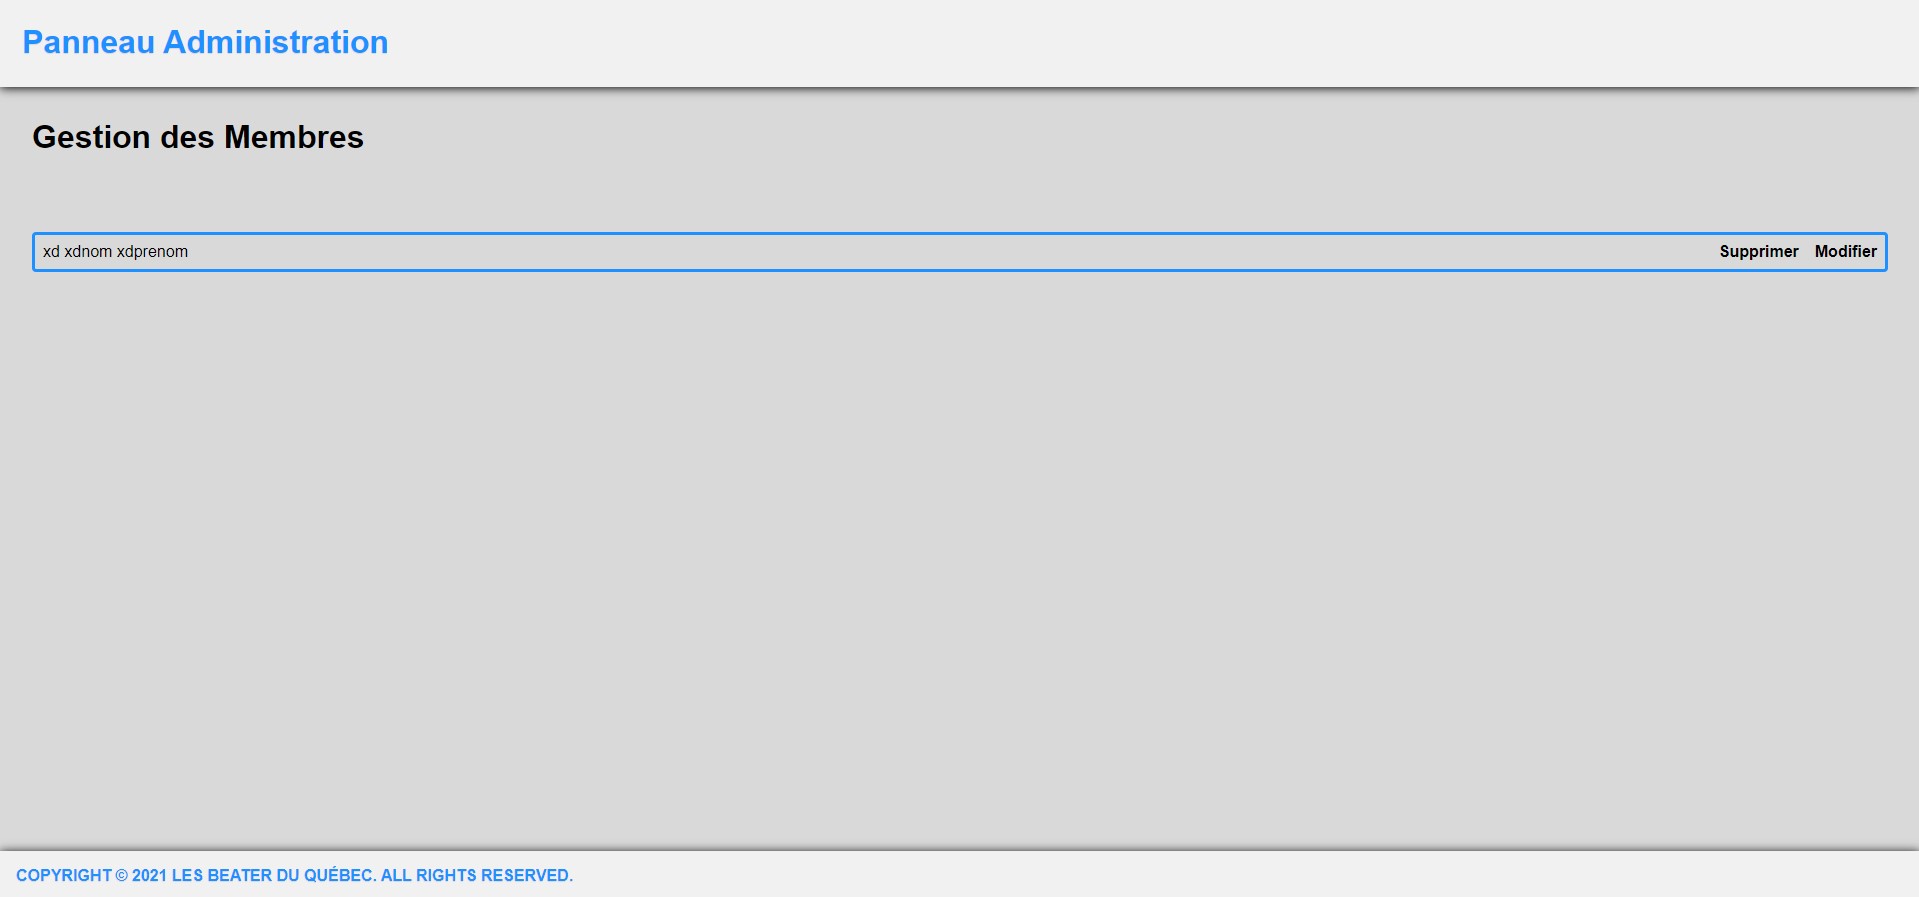 Panneau Administration
Gestion des Membres
xd xdnom xdprenom Supprimer Modifier
COPYRIGHT © 2021 LES BEATER DU QUÉBEC. ALL RIGHTS RESERVED.